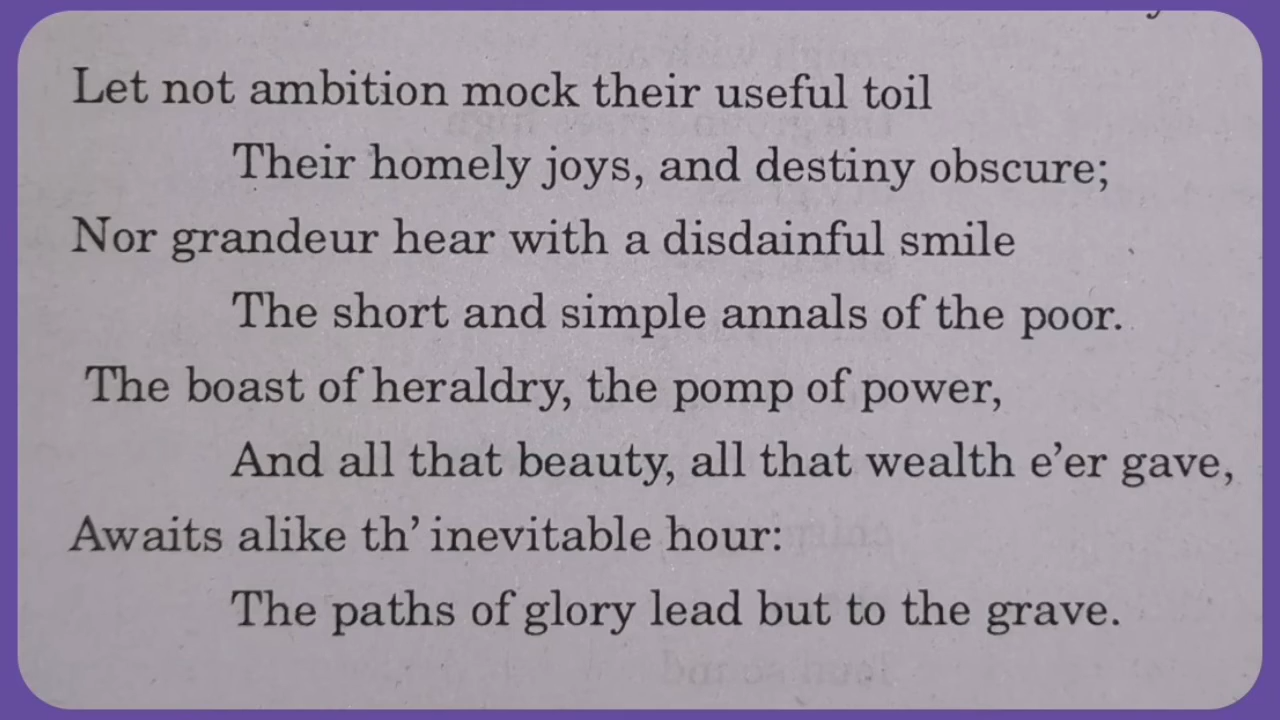 Let not ambition mock their useful toil
Their homely joys, and destiny obscure;
Nor grandeur hear with a disdainful smile
The short and simple annals of the poor.
The boast of heraldry, the pomp of power,
And all that beauty, all that wealth e’er gave,
Awaits alike th’ inevitable hour:
The paths of glory lead but to the grave.